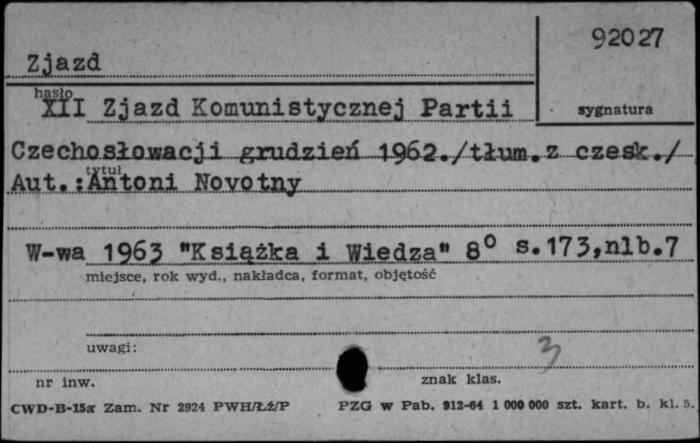 92027
Zjazd
hasło
sygnatura
XII Zjazd Komunistycznej Partii
Czechosłowacji grudzień 1962./tłum.z czesk./
tytuł
Aut.:Antoni Novotny
W-wa 1963 "Książka i Wiedza" 8° s.173,nlb.7
miejsce, rok wyd., nakładca, format, objętość
uwagi:
3
nr inw.
znak klas.
CWD-B-15a Zam. Nr 2924 PWH/Łź/P PZG w Pab. 912-64 1 000 000 szt. kart. b. kl. 5.